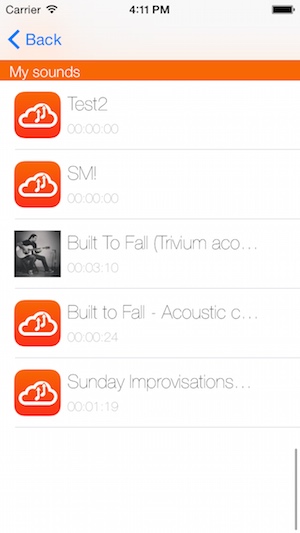 Carrier 4:11 PM
Back
My sounds
Test2
00:00:00
SM!
00:00:00
Built To Fall (Trivium aco...
00:03:10
Built to Fall - Acoustic c...
00:00:24
Sunday Improvisations...
00:01:19